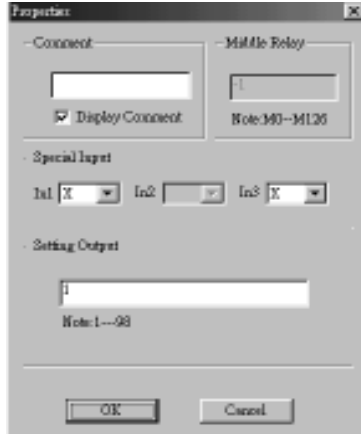 Properties
Comment
Middle Relay
-1
Display Comment
Note:M0--M126
Special Input
In1 X In2 In3 X
Setting Output
1
Note:1---98
OK Cancel